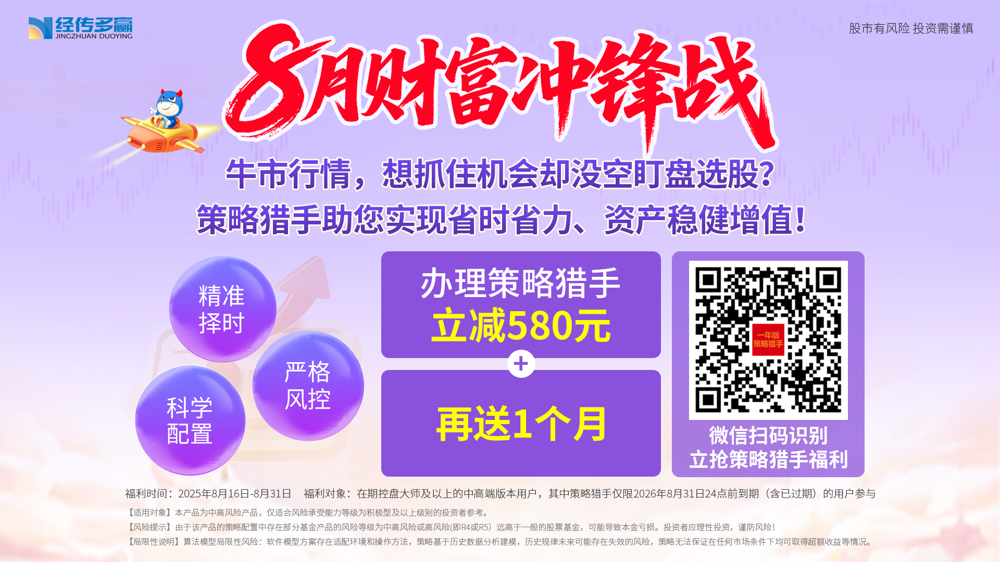 经传多赢
JINGZHUAN DUOYING
股市有风险 投资需谨慎
8月财富冲锋战
牛市行情，想抓住机会却没空盯盘选股？
策略猎手助您实现省时省力、资产稳健增值！
精准
择时
严格
风控
科学
配置
办理策略猎手
立减580元
+
再送1个月
一年版
策略猎手
微信扫码识别
立抢策略猎手福利
福利时间：2025年8月16日-8月31日 福利对象：在期控盘大师及以上的中高端版本用户，其中策略猎手仅限2026年8月31日24点前到期（含已过期）的用户参与
【适用对象】本产品为中高风险产品，仅适合风险承受能力等级为积极型及以上级别的投资者参考。
【风险提示】由于该产品的策略配置中存在部分基金产品的风险等级为中高风险或高风险(即R4或R5）远高于一般的股票基金，可能导致本金亏损。投资者应理性投资，谨防风险！
【局限性说明】算法模型局限性风险：软件模型方案存在适配环境和操作方法，策略基于历史数据分析建模，历史规律未来可能存在失效的风险，策略无法保证在任何市场条件下均可取得超额收益等情况。